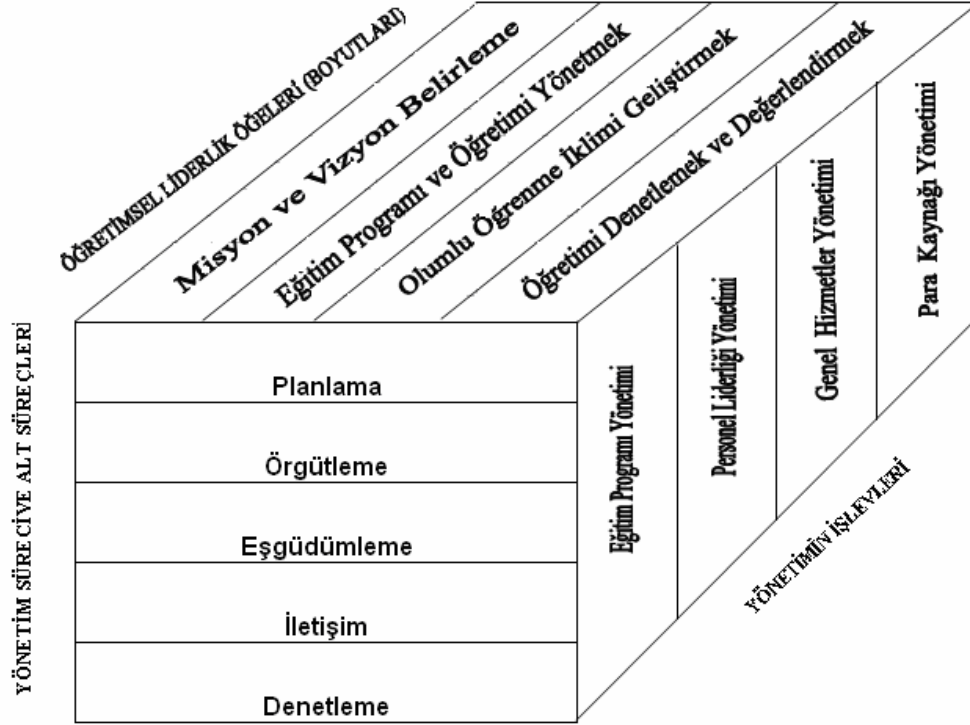 ÖĞRETİMSEL LİDERLİK ÖĞELERİ (BOYUTLARI)
Misyon ve Vizyon Belirleme
Eğitim Programı ve Öğretimi Yönetmek
Olumlu Öğrenme İklimi Geliştirmek
Öğretimi Denetlemek ve Değerlendirmek
YÖNETİM SÜRECİ VE ALT SÜREÇLERİ
Planlama
Örgütleme
Eşgüdümleme
İletişim
Denetleme
Eğitim Programı Yönetimi
Personel Liderliği Yönetimi
Genel Hizmetler Yönetimi
Para Kaynağı Yönetimi
YÖNETİMİN İŞLEVLERİ